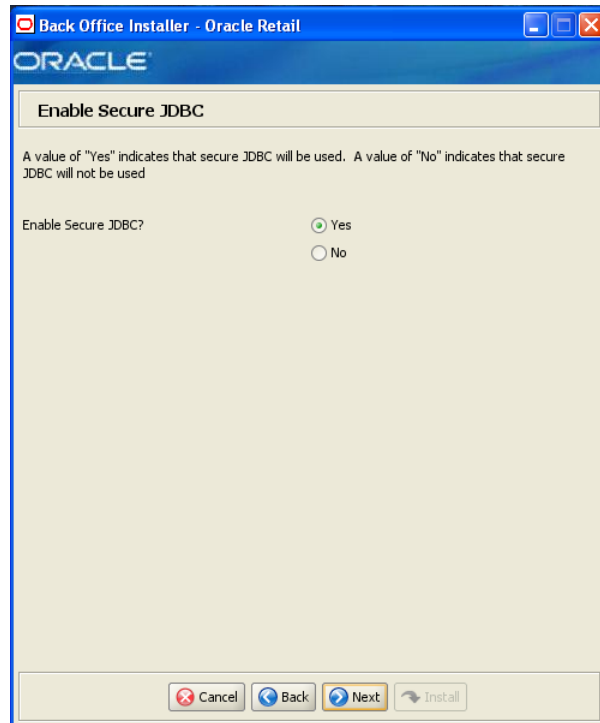 Back Office Installer - Oracle Retail
ORACLE
Enable Secure JDBC
A value of "Yes" indicates that secure JDBC will be used. A value of "No" indicates that secure
JDBC will not be used
Enable Secure JDBC? Yes
No
Cancel Back Next Install